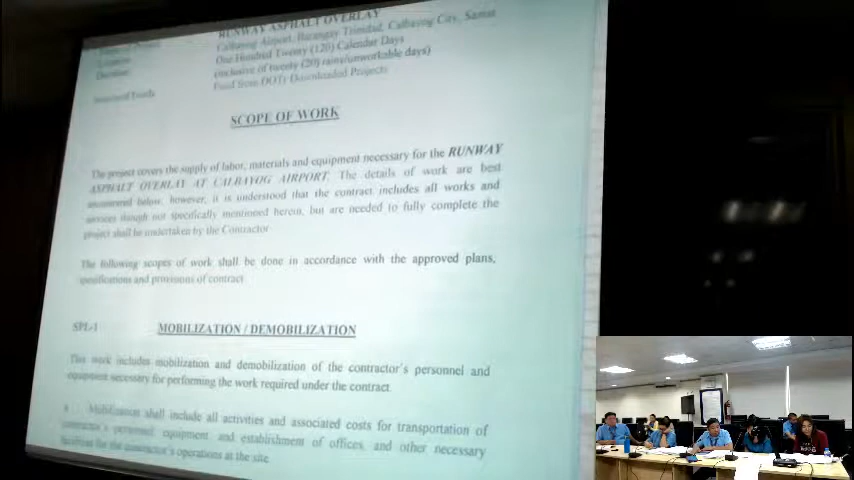 RUNWAY ASPHALT OVERLAY
Calbayog Airport, Barangay Trinidad, Calbayog City, Samar
One Hundred Twenty (120) Calendar Days
(exclusive of twenty (20) rainy/unworkable days)
Fund from DOTr Downloaded Projects
SCOPE OF WORK
The project covers the supply of labor, materials and equipment necessary for the RUNWAY
ASPHALT OVERLAY AT CALBAYOG AIRPORT. The details of work are best
enumerated below, however, it is understood that the contract includes all works and
services though not specifically mentioned herein, but are needed to fully complete the
project shall be undertaken by the Contractor
The following scopes of work shall be done in accordance with the approved plans,
specifications and provisions of contract
SPL-1 MOBILIZATION / DEMOBILIZATION
This work includes mobilization and demobilization of the contractor's personnel and
equipment necessary for performing the work required under the contract.
a. Mobilization shall include all activities and associated costs for transportation of
contractor's personnel, equipment, and establishment of offices, and other necessary
facilities for the contractor's operations at the site